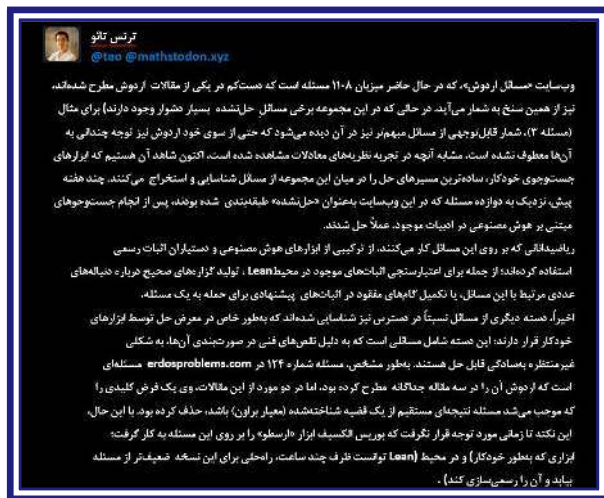 ترنس تائو
@tao @mathstodon.xyz
وب‌سایت «مسائل اردوش»، که در حال حاضر میزبان ۱۱۰۸ مسئله است که دست‌کم در یکی از مقالات اردوش مطرح شده‌اند،
نیز از همین سنخ به شمار می‌آید. در حالی که در این مجموعه برخی مسائل حل‌نشده بسیار دشوار وجود دارند) برای مثال
(مسئله ۳)، شمار قابل‌توجهی از مسائل مبهم‌تر نیز در آن دیده می‌شود که حتی از سوی خود اردوش نیز توجه چندانی به
آن‌ها معطوف نشده است. مشابه آنچه در تجربه نظریه‌های معادلات مشاهده شده است، اکنون شاهد آن هستیم که ابزارهای
جست‌وجوی خودکار، ساده‌ترین مسیرهای حل را در میان این مجموعه از مسائل شناسایی و استخراج می‌کنند. چند هفته
پیش، نزدیک به دوازده مسئله که در این وب‌سایت به‌عنوان «حل‌نشده» طبقه‌بندی شده بودند، پس از انجام جست‌وجوهای
مبتنی بر هوش مصنوعی در ادبیات موجود، عملاً حل شدند.
ریاضیدانانی که بر روی این مسائل کار می‌کنند، از ترکیبی از ابزارهای هوش مصنوعی و دستیاران اثبات رسمی
استفاده کرده‌اند؛ از جمله برای اعتبارسنجی اثبات‌های موجود در محیط Lean ، تولید گزاره‌های صحیح درباره دنباله‌های
عددی مرتبط با این مسائل، یا تکمیل گام‌های مفقود در اثبات‌های پیشنهادی برای حمله به یک مسئله.
اخیراً، دسته دیگری از مسائل نسبتاً در دسترس نیز شناسایی شده‌اند که به‌طور خاص در معرض حل توسط ابزارهای
خودکار قرار دارند: این دسته شامل مسائلی است که به دلیل نقص‌های فنی در صورت‌بندی آن‌ها، به شکلی
غیرمنتظره به‌سادگی قابل حل هستند. به‌طور مشخص، مسئله شماره ۱۲۴ در erdosproblems.com مسئله‌ای
است که اردوش آن را در سه مقاله جداگانه مطرح کرده بود، اما در دو مورد از این مقالات، وی یک فرض کلیدی را
که موجب می‌شد مسئله نتیجه‌ای مستقیم از یک قضیه شناخته‌شده (معیار براون) باشد، حذف کرده بود. با این حال،
این نکته تا زمانی مورد توجه قرار نگرفت که بوریس الکسیف ابزار «ارسطو» را بر روی این مسئله به کار گرفت؛
ابزاری که به‌طور خودکار) و در محیط (Lean توانست ظرف چند ساعت، راه‌حلی برای این نسخه ضعیف‌تر از مسئله
بیابد و آن را رسمی‌سازی کند) .